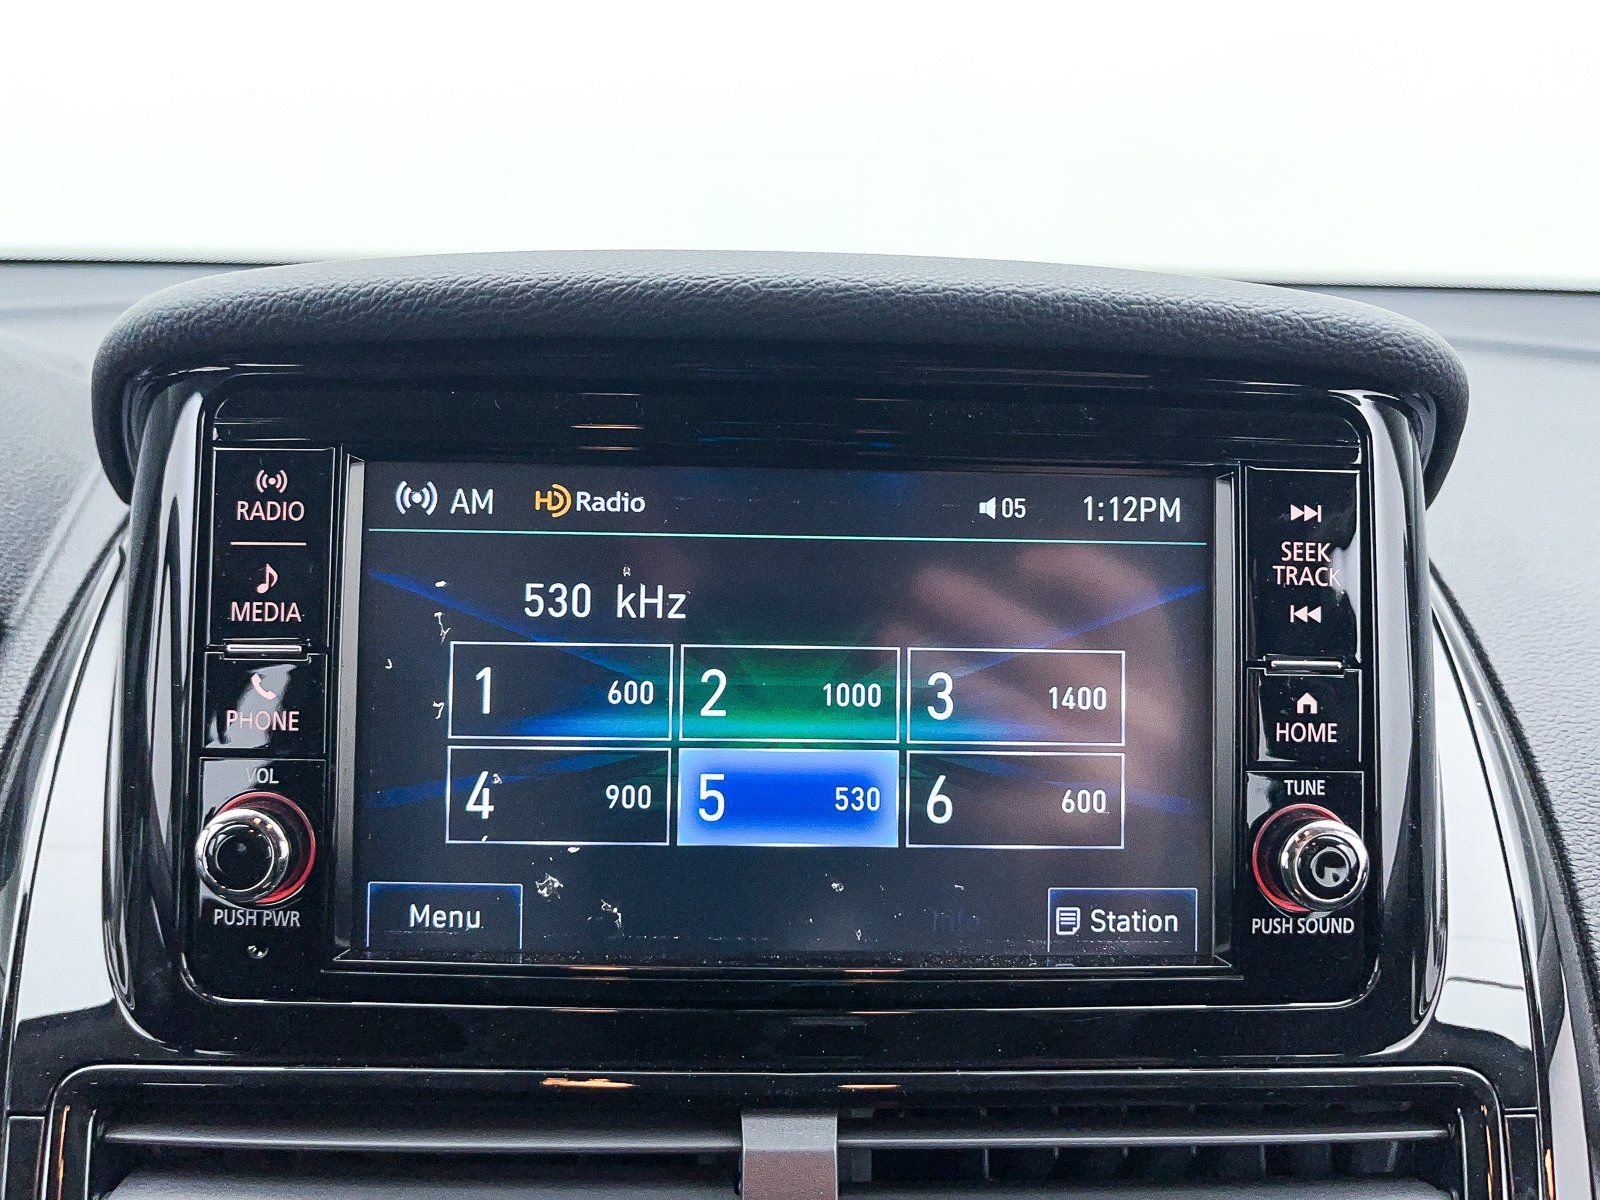 AM HD Radio 05 1:12PM
530 kHz
1 600 2 1000 3 1400
4 900 5 530 6 600
Menu Info Station
RADIO
MEDIA
PHONE
VOL
PUSH PWR
SEEK
TRACK
HOME
TUNE
PUSH SOUND